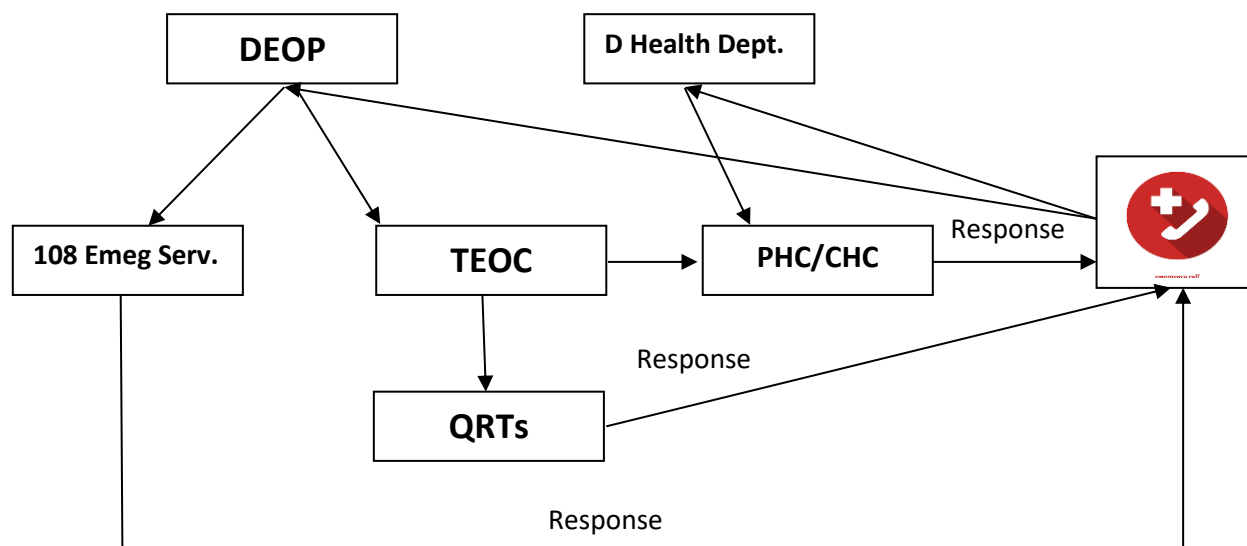 DEOP
D Health Dept.
108 Emeg Serv.
TEOC
PHC/CHC
Response
Response
QRTs
Response